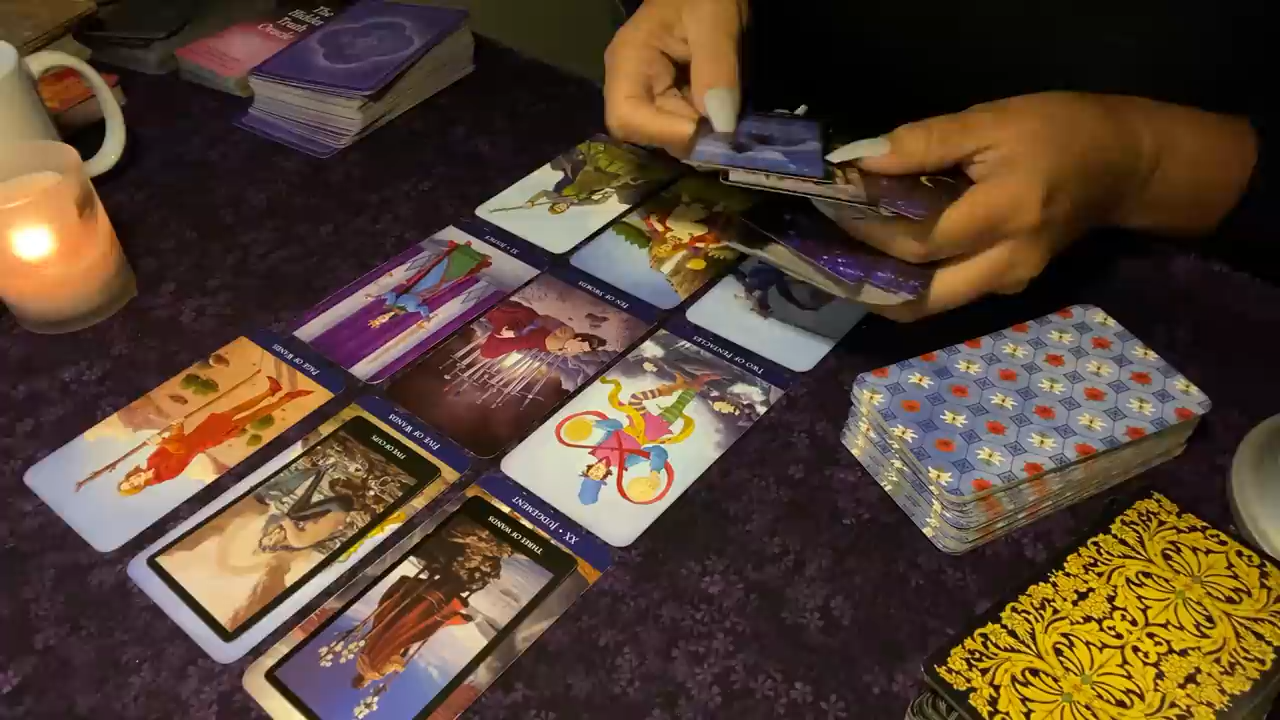 The
Hidden
Truth
Oracle
XI • JUSTICE
TEN OF SWORDS
TWO OF PENTACLES
PAGE OF WANDS
FIVE OF WANDS
FIVE OF CUPS
XX • JUDGEMENT
THREE OF WANDS